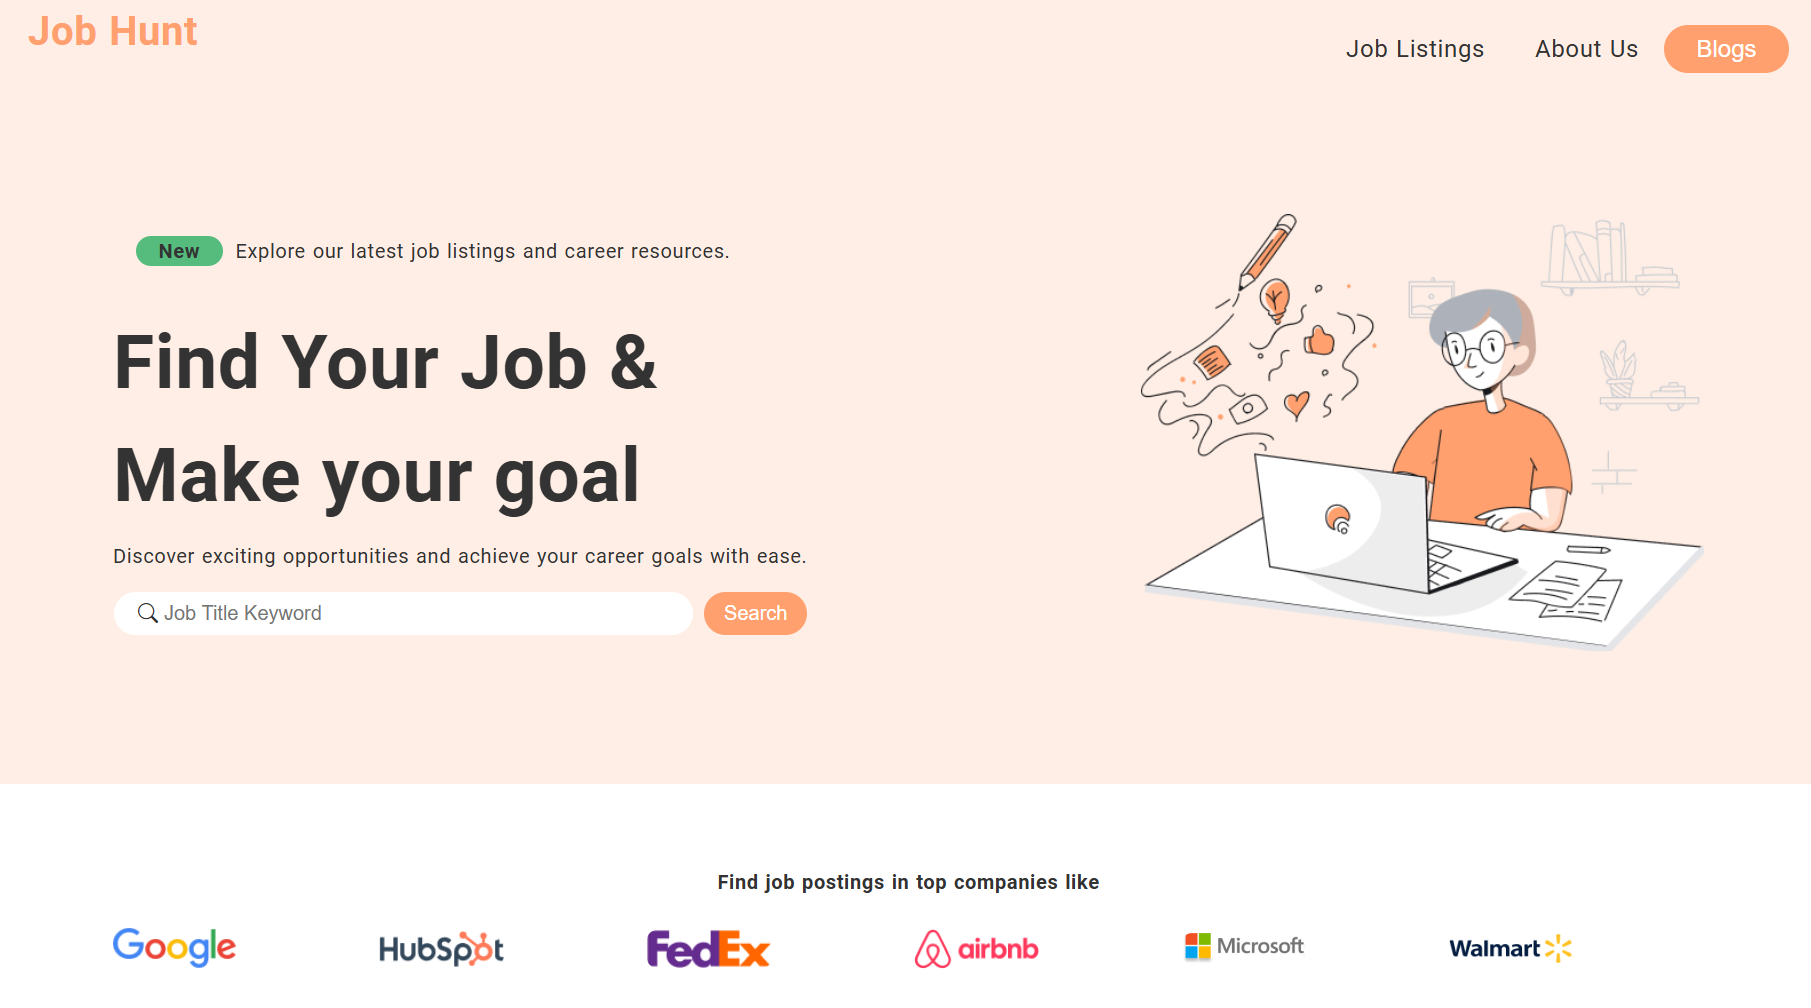 Job Hunt
Job Listings
About Us
Blogs
New Explore our latest job listings and career resources.
Find Your Job &
Make your goal
Discover exciting opportunities and achieve your career goals with ease.
Job Title Keyword
Search
Find job postings in top companies like
Google
HubSpot
FedEx
airbnb
Microsoft
Walmart